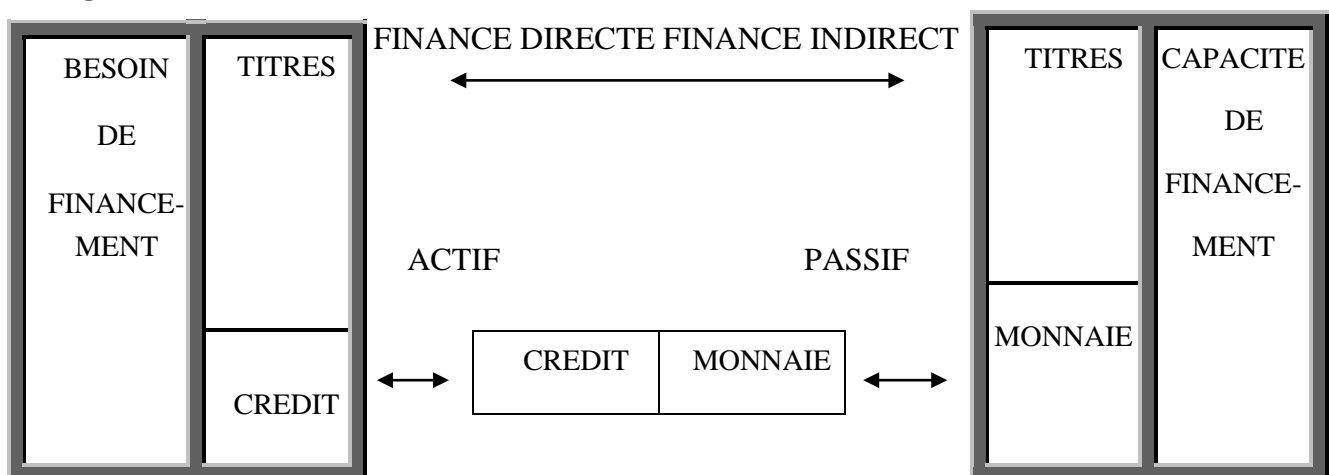 FINANCE DIRECTE FINANCE INDIRECT
BESOIN
DE
FINANCE-
MENT
TITRES
CREDIT
ACTIF
PASSIF
CREDIT
MONNAIE
TITRES
MONNAIE
CAPACITE
DE
FINANCE-
MENT